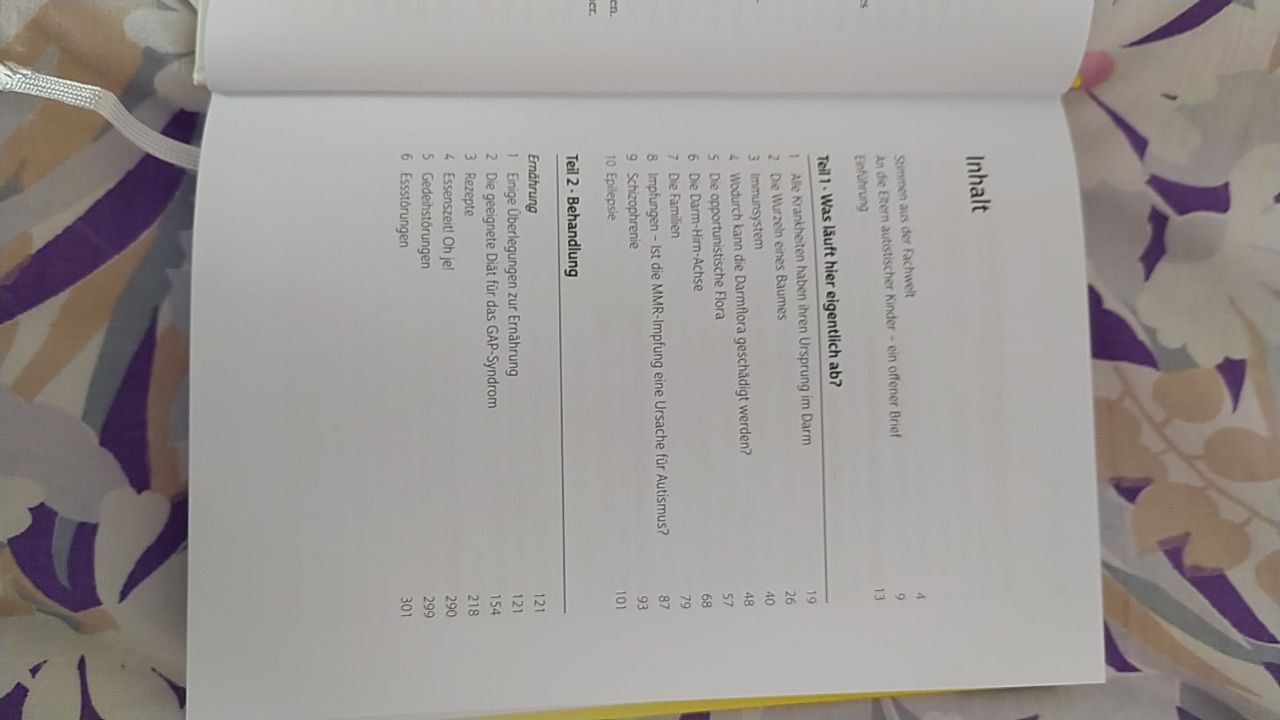 es
en.
er.
Inhalt
Stimmen aus der Fachwelt 4
An die Eltern autistischer Kinder – ein offener Brief 9
Einführung 13
Teil 1 · Was läuft hier eigentlich ab?
1 Alle Krankheiten haben ihren Ursprung im Darm 19
2 Die Wurzeln eines Baumes 26
3 Immunsystem 40
4 Wodurch kann die Darmflora geschädigt werden? 48
5 Die opportunistische Flora 57
6 Die Darm-Hirn-Achse 68
7 Die Familien 79
8 Impfungen – Ist die MMR-Impfung eine Ursache für Autismus? 87
9 Schizophrenie 93
10 Epilepsie 101
Teil 2 · Behandlung
Ernährung 121
1 Einige Überlegungen zur Ernährung 121
2 Die geeignete Diät für das GAP-Syndrom 154
3 Rezepte 218
4 Essenszeit! Oh je! 290
5 Gedeihstörungen 299
6 Essstörungen 301